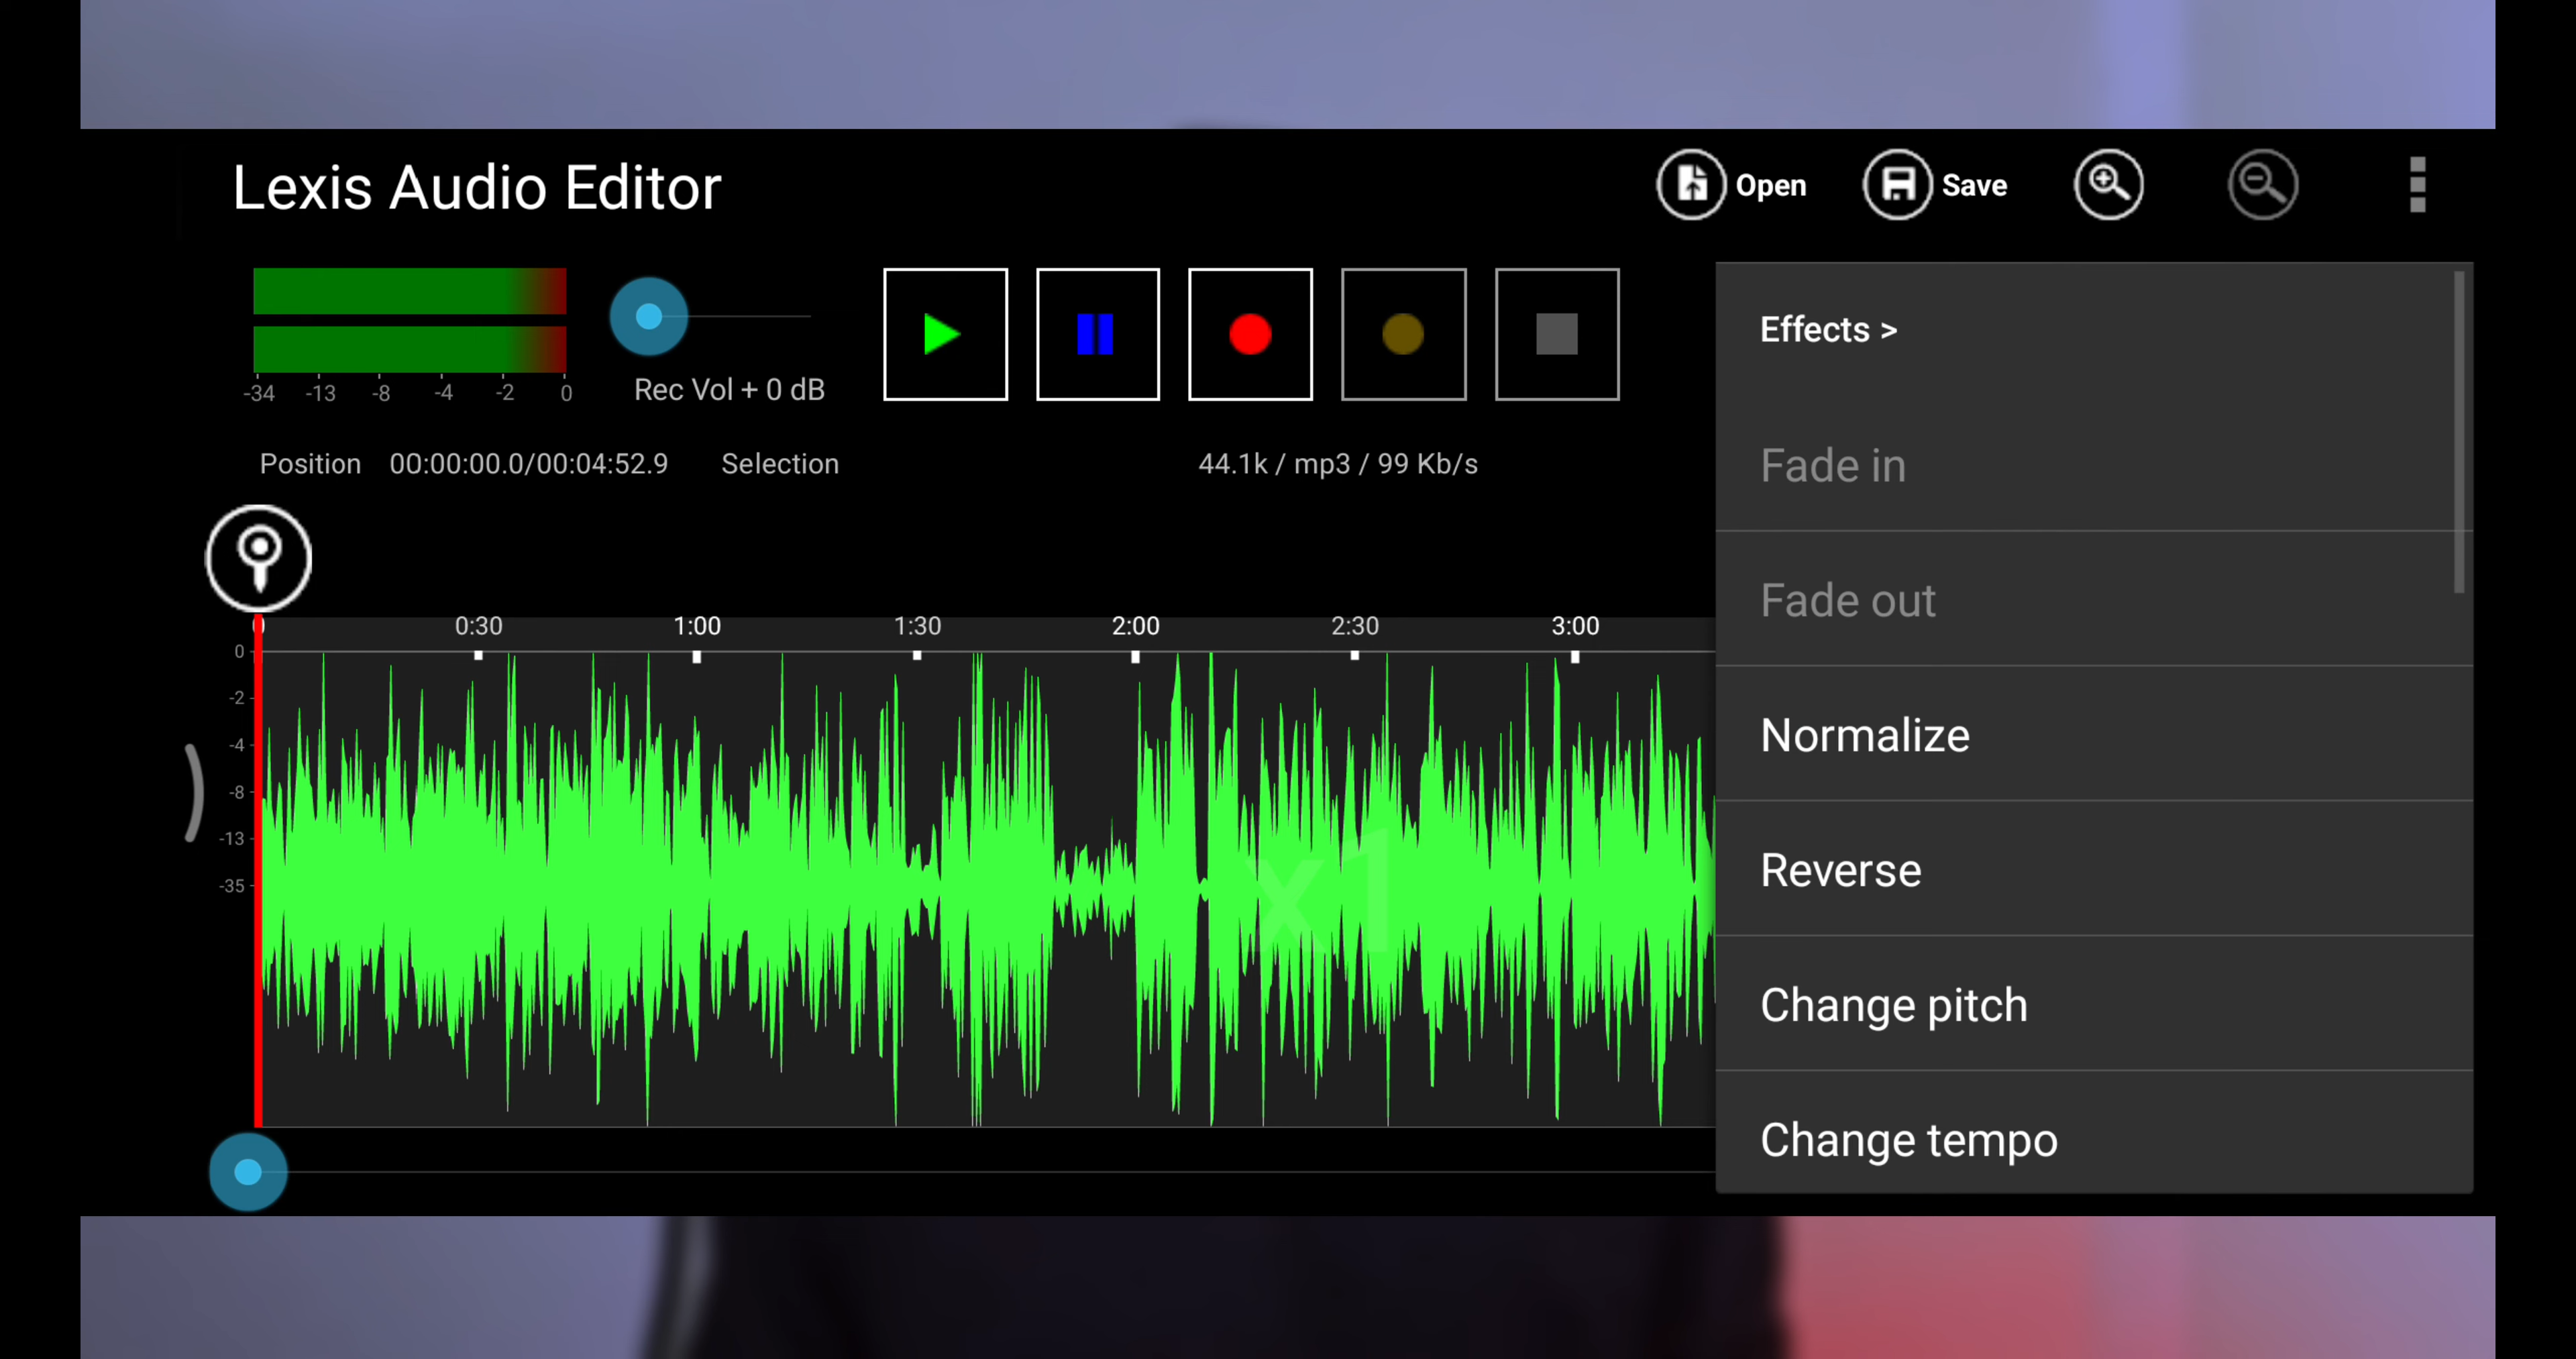 Lexis Audio Editor
Open
Save
-34 -13 -8 -4 -2 0
Rec Vol + 0 dB
Effects >
Position 00:00:00.0/00:04:52.9 Selection 44.1k / mp3 / 99 Kb/s
Fade in
Fade out
0 0:30 1:00 1:30 2:00 2:30 3:00
0
-2
-4
-8
-13
-35
x1
Normalize
Reverse
Change pitch
Change tempo